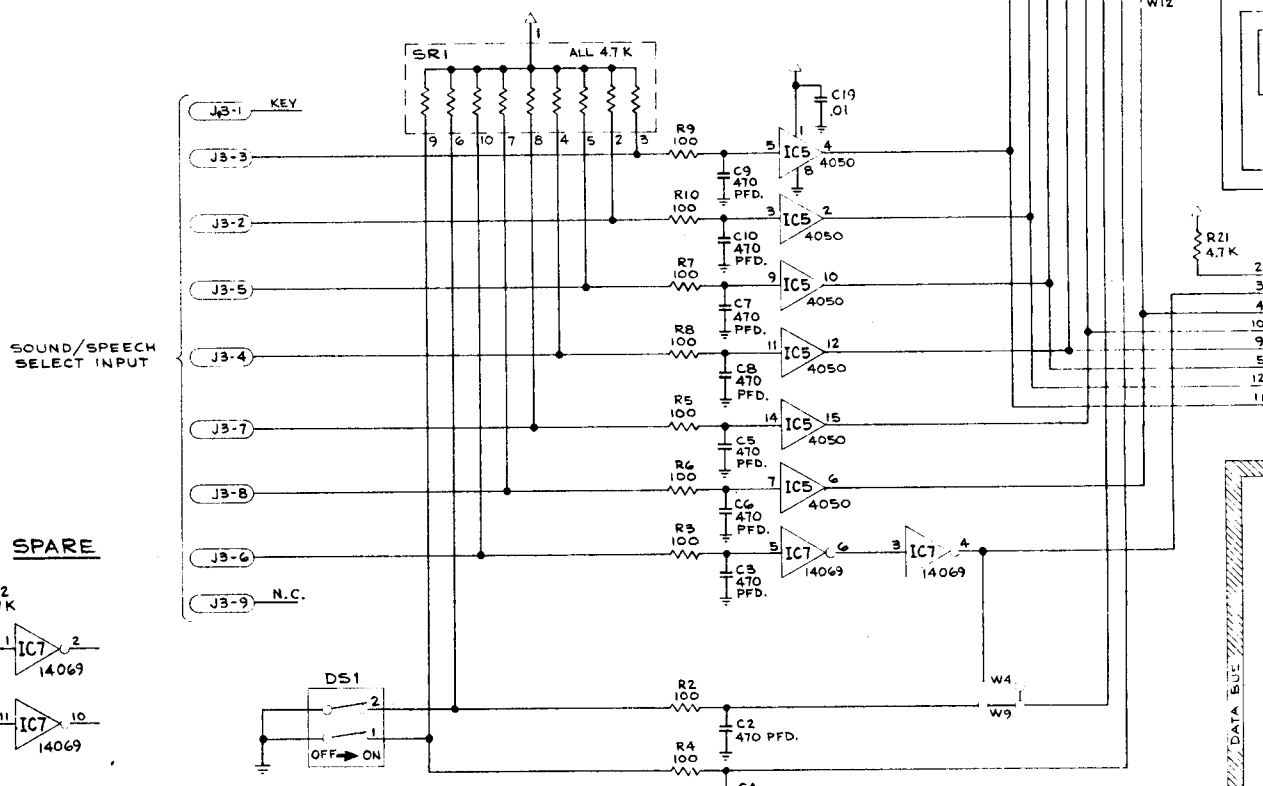 W12
1
SR1 ALL 4.7 K
9 6 10 7 8 4 5 2 3
SOUND/SPEECH
SELECT INPUT
J3-1 KEY
J3-3
J3-2
J3-5
J3-4
J3-7
J3-8
J3-6
J3-9 N.C.
C19
.01
R9
100
5 IC5 4
1
8
4050
C9
470
PFD.
R10
100
3 IC5 2
4050
C10
470
PFD.
R7
100
9 IC5 10
4050
C7
470
PFD.
R8
100
11 IC5 12
4050
C8
470
PFD.
R5
100
14 IC5 15
4050
C5
470
PFD.
R6
100
7 IC5 6
4050
C6
470
PFD.
R3
100
5 IC7 6
14069
3 IC7 4
14069
C3
470
PFD.
R21
4.7K
2
3
4
10
9
5
12
11
SPARE
2
K
1 IC7 2
14069
11 IC7 10
14069
DS1
2
1
OFF → ON
R2
100
C2
470 PFD.
W4
W9
R4
100
DATA BUS